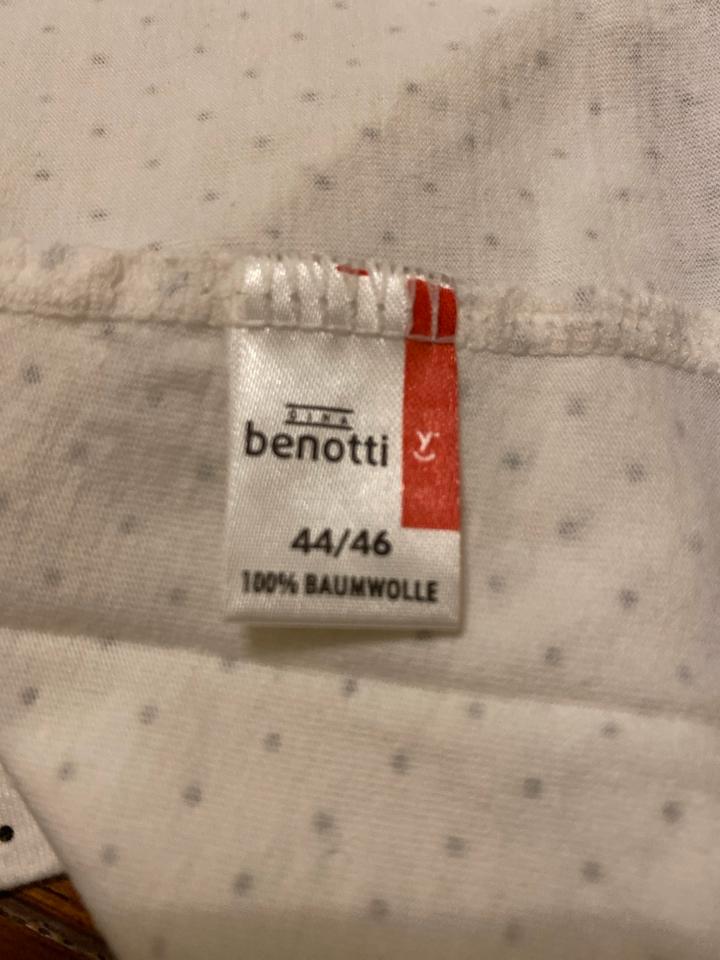 GINA
benotti
y
44/46
100% BAUMWOLLE